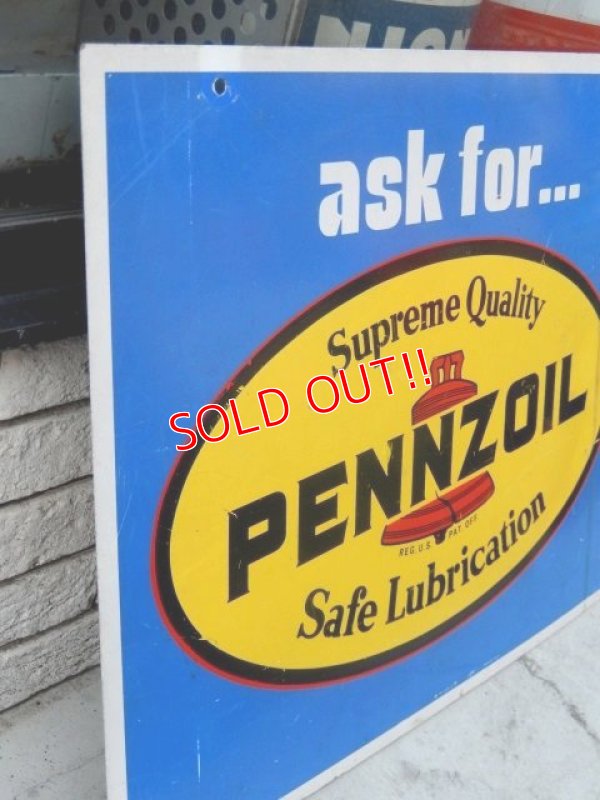 ask for...
Supreme Quality
SOLD OUT!!
PENNZOIL
REG. U.S. PAT. OFF.
Safe Lubrication